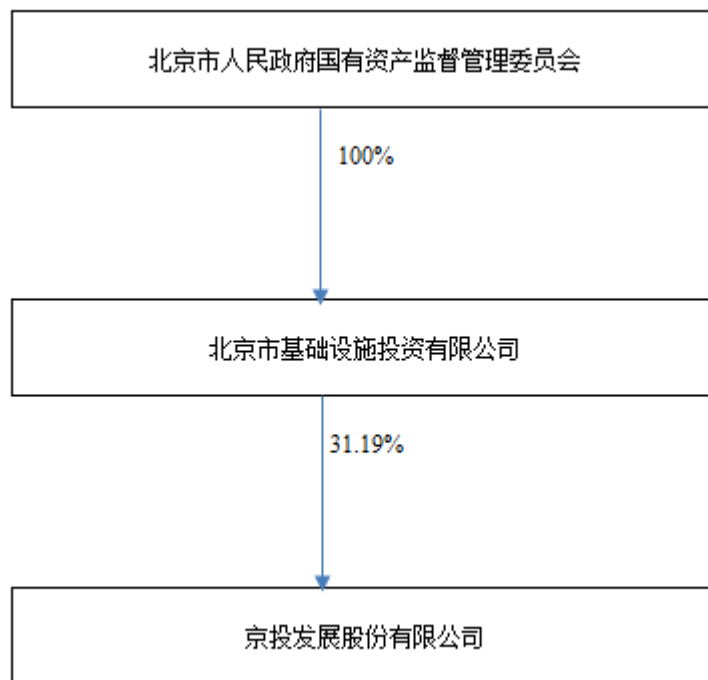 北京市人民政府国有资产监督管理委员会
100%
北京市基础设施投资有限公司
31.19%
京投发展股份有限公司